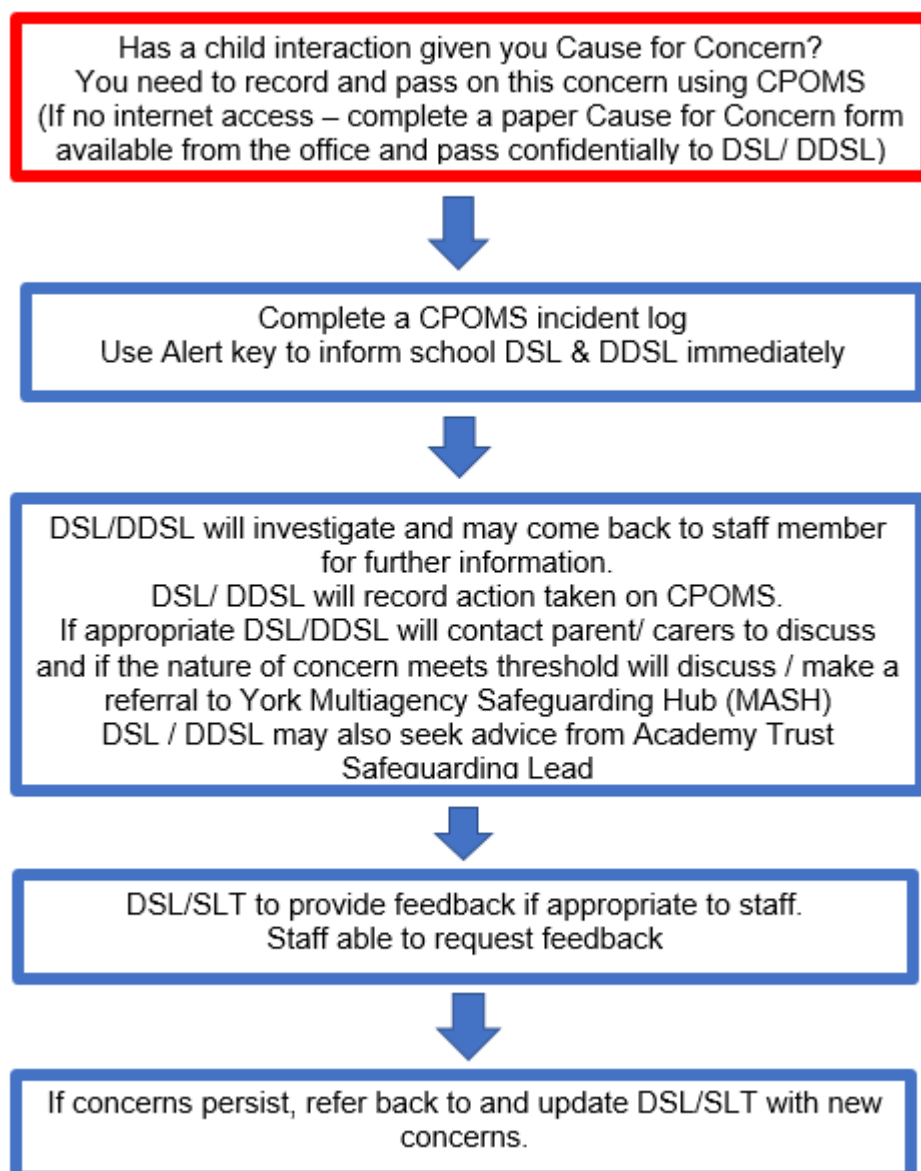 Has a child interaction given you Cause for Concern?
You need to record and pass on this concern using CPOMS
(If no internet access – complete a paper Cause for Concern form
available from the office and pass confidentially to DSL/ DDSL)
Complete a CPOMS incident log
Use Alert key to inform school DSL & DDSL immediately
DSL/DDSL will investigate and may come back to staff member
for further information.
DSL/ DDSL will record action taken on CPOMS.
If appropriate DSL/DDSL will contact parent/ carers to discuss
and if the nature of concern meets threshold will discuss / make a
referral to York Multiagency Safeguarding Hub (MASH)
DSL / DDSL may also seek advice from Academy Trust
Safeguarding Lead
DSL/SLT to provide feedback if appropriate to staff.
Staff able to request feedback
If concerns persist, refer back to and update DSL/SLT with new
concerns.